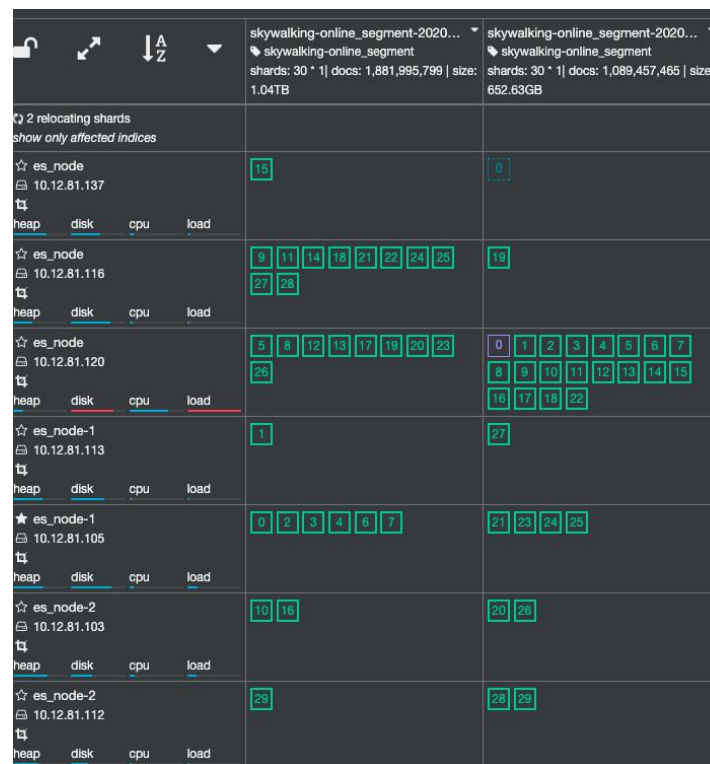 A
Z
skywalking-online_segment-2020...
skywalking-online_segment
shards: 30 * 1| docs: 1,881,995,799 | size:
1.04TB
skywalking-online_segment-2020...
skywalking-online_segment
shards: 30 * 1| docs: 1,089,457,465 | size
652.63GB
2 relocating shards
show only affected indices
es_node
10.12.81.137
heap disk cpu load
15
0
es_node
10.12.81.116
heap disk cpu load
9 11 14 18 21 22 24 25
27 28
19
es_node
10.12.81.120
heap disk cpu load
5 8 12 13 17 19 20 23
26
0 1 2 3 4 5 6 7
8 9 10 11 12 13 14 15
16 17 18 22
es_node-1
10.12.81.113
heap disk cpu load
1
27
es_node-1
10.12.81.105
heap disk cpu load
0 2 3 4 6 7
21 23 24 25
es_node-2
10.12.81.103
heap disk cpu load
10 16
20 26
es_node-2
10.12.81.112
heap disk cpu load
29
28 29